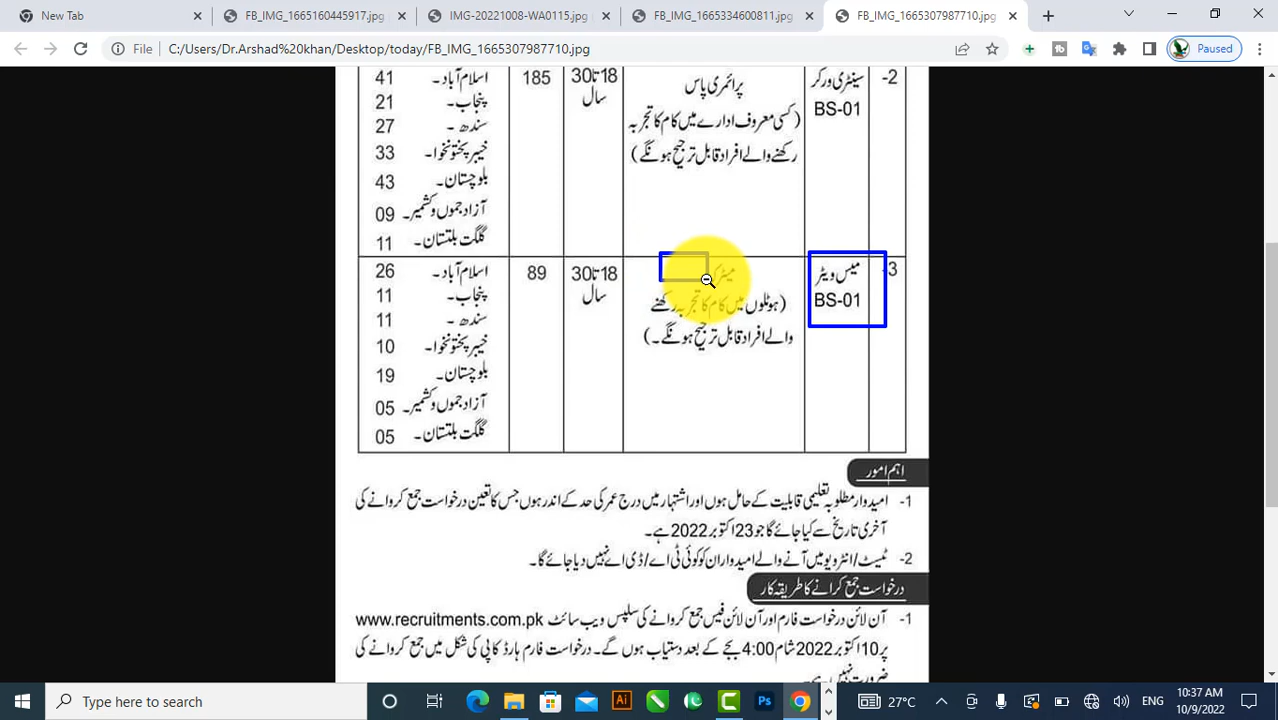 New Tab
FB_IMG_1665160445917.jpg
IMG-20221008-WA0115.jpg
FB_IMG_1665334600811.jpg
FB_IMG_1665307987710.jpg
File
C:/Users/Dr.Arshad%20khan/Desktop/today/FB_IMG_1665307987710.jpg
Paused
-2
سینٹری ورکر
BS-01
پرائمری پاس
(کسی معروف ادارے میں کام کا تجربہ
رکھنے والے افراد قابل ترجیح ہونگے)
18 تا 30
سال
185
اسلام آباد۔ 41
پنجاب۔ 21
سندھ۔ 27
خیبر پختونخوا۔ 33
بلوچستان۔ 43
آزاد جموں و کشمیر۔ 09
گلگت بلتستان۔ 11
-3
میس ویٹر
BS-01
میٹرک
(ہوٹلوں میں کام کا تجربہ رکھنے
والے افراد قابل ترجیح ہونگے۔)
18 تا 30
سال
89
اسلام آباد۔ 26
پنجاب۔ 11
سندھ۔ 11
خیبر پختونخوا۔ 10
بلوچستان۔ 19
آزاد جموں و کشمیر۔ 05
گلگت بلتستان۔ 05
اہم امور
-1 امیدوار مطلوبہ تعلیمی قابلیت کے حامل ہوں اور اشتہار میں درج عمر کی حد کے اندر ہوں جس کا تعین درخواست جمع کروانے کی
آخری تاریخ سے کیا جائے گا جو 23 اکتوبر 2022 ہے۔
-2 ٹیسٹ/انٹرویو میں آنے والے امیدواران کو کوئی ٹی اے/ڈی اے نہیں دیا جائے گا۔
درخواست جمع کرانے کا طریقہ کار
-1 آن لائن درخواست فارم اور آن لائن فیس جمع کروانے کی سلپس ویب سائٹ www.recruitments.com.pk
پر 10 اکتوبر 2022 شام 4:00 بجے کے بعد دستیاب ہوں گے۔ درخواست فارم ہارڈ کاپی کی شکل میں جمع کروانے کی
ضرورت نہیں ہے۔
Type here to search
27°C
ENG
10:37 AM
10/9/2022